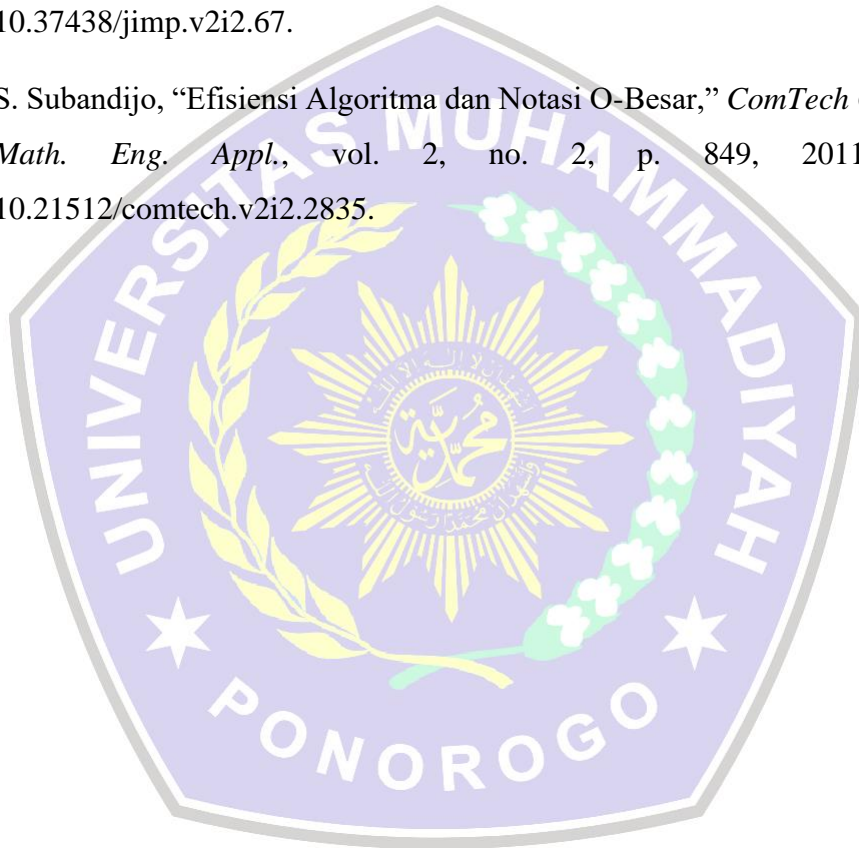 10.37438/jimp.v2i2.67.
S. Subandijo, “Efisiensi Algoritma dan Notasi O-Besar,” ComTech
Math. Eng. Appl., vol. 2, no. 2, p. 849, 2011
10.21512/comtech.v2i2.2835.
UNIVERSITAS MUHAMMADIYAH
محمدية
PONOROGO